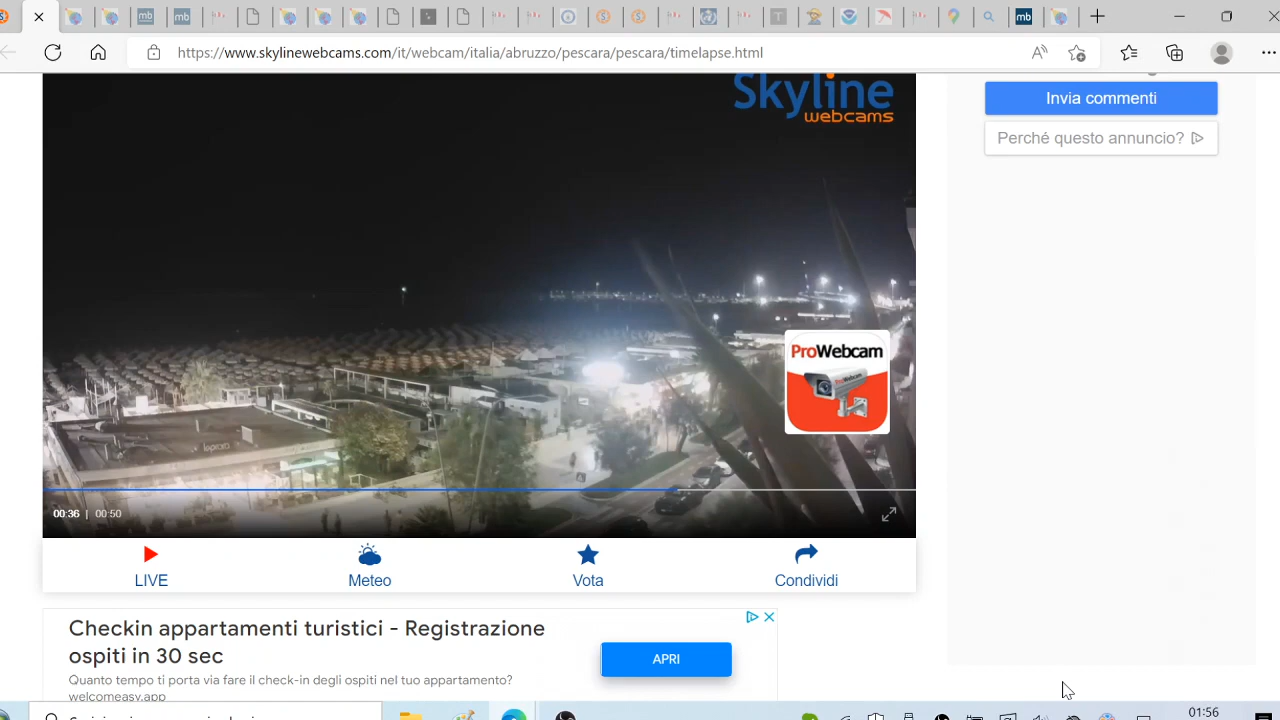 https://www.skylinewebcams.com/it/webcam/italia/abruzzo/pescara/pescara/timelapse.html
Skyline
webcams
Invia commenti
Perché questo annuncio?
ProWebcam
00:36 | 00:50
LIVE
Meteo
Vota
Condividi
Checkin appartamenti turistici - Registrazione
ospiti in 30 sec
APRI
Quanto tempo ti porta via fare il check-in degli ospiti nel tuo appartamento?
welcomeasy.app
01:56